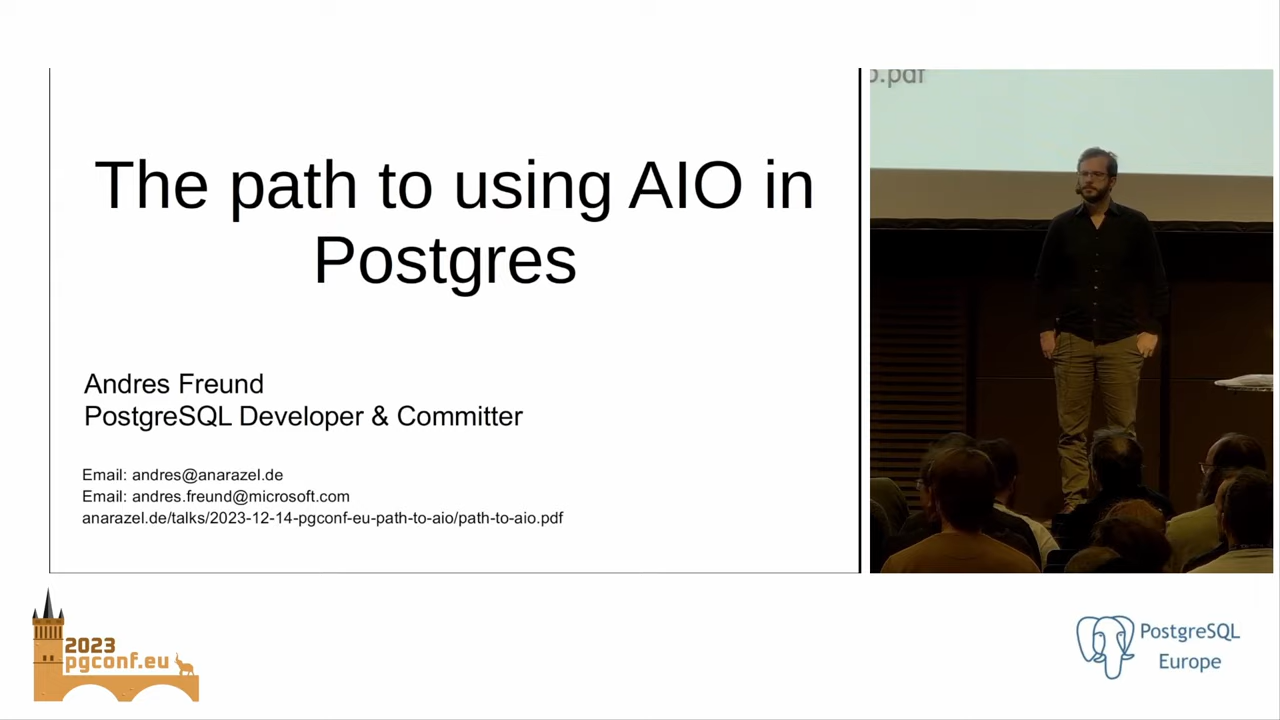 The path to using AIO in
Postgres
Andres Freund
PostgreSQL Developer & Committer
Email: andres@anarazel.de
Email: andres.freund@microsoft.com
anarazel.de/talks/2023-12-14-pgconf-eu-path-to-aio/path-to-aio.pdf
o.pdf
2023
pgconf.eu
PostgreSQL
Europe